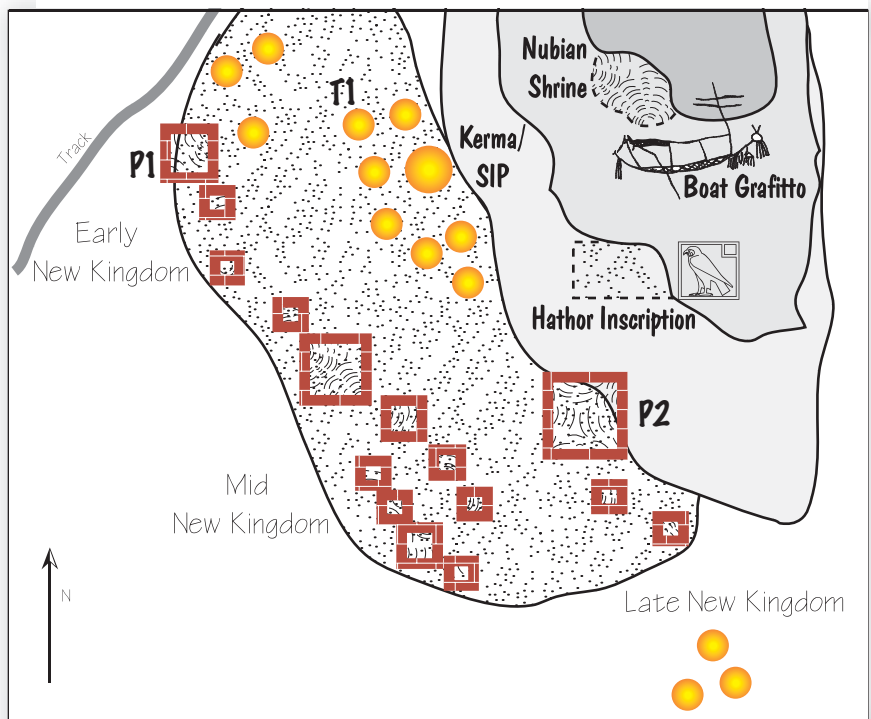 Nubian
Shrine
T1
Track
Kerma/
SIP
P1
Boat Grafitto
Early
New Kingdom
Hathor Inscription
P2
Mid
New Kingdom
N
Late New Kingdom